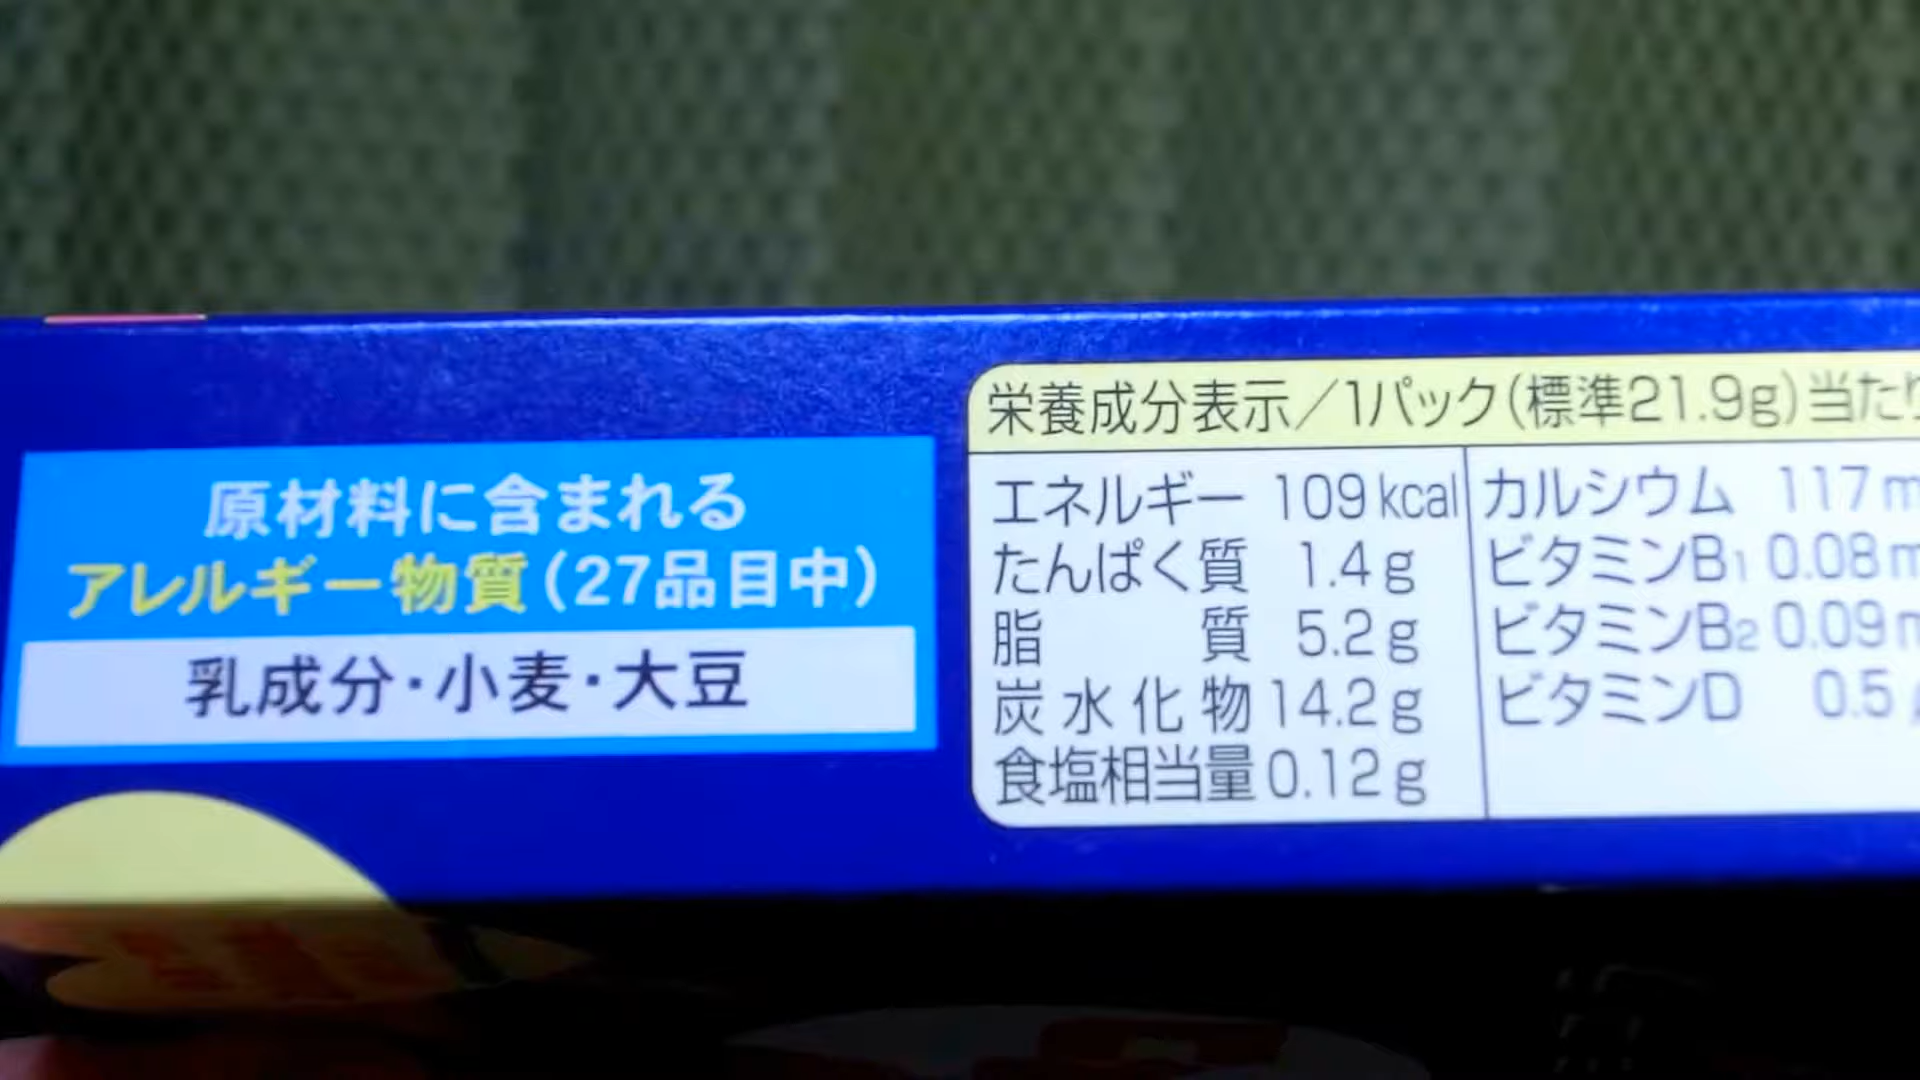 原材料に含まれる
アレルギー物質(27品目中)
乳成分・小麦・大豆
栄養成分表示/1パック(標準21.9g)当たり
エネルギー 109kcal
たんぱく質 1.4g
脂質 5.2g
炭水化物 14.2g
食塩相当量 0.12g
カルシウム 117m
ビタミンB1 0.08m
ビタミンB2 0.09m
ビタミンD 0.5